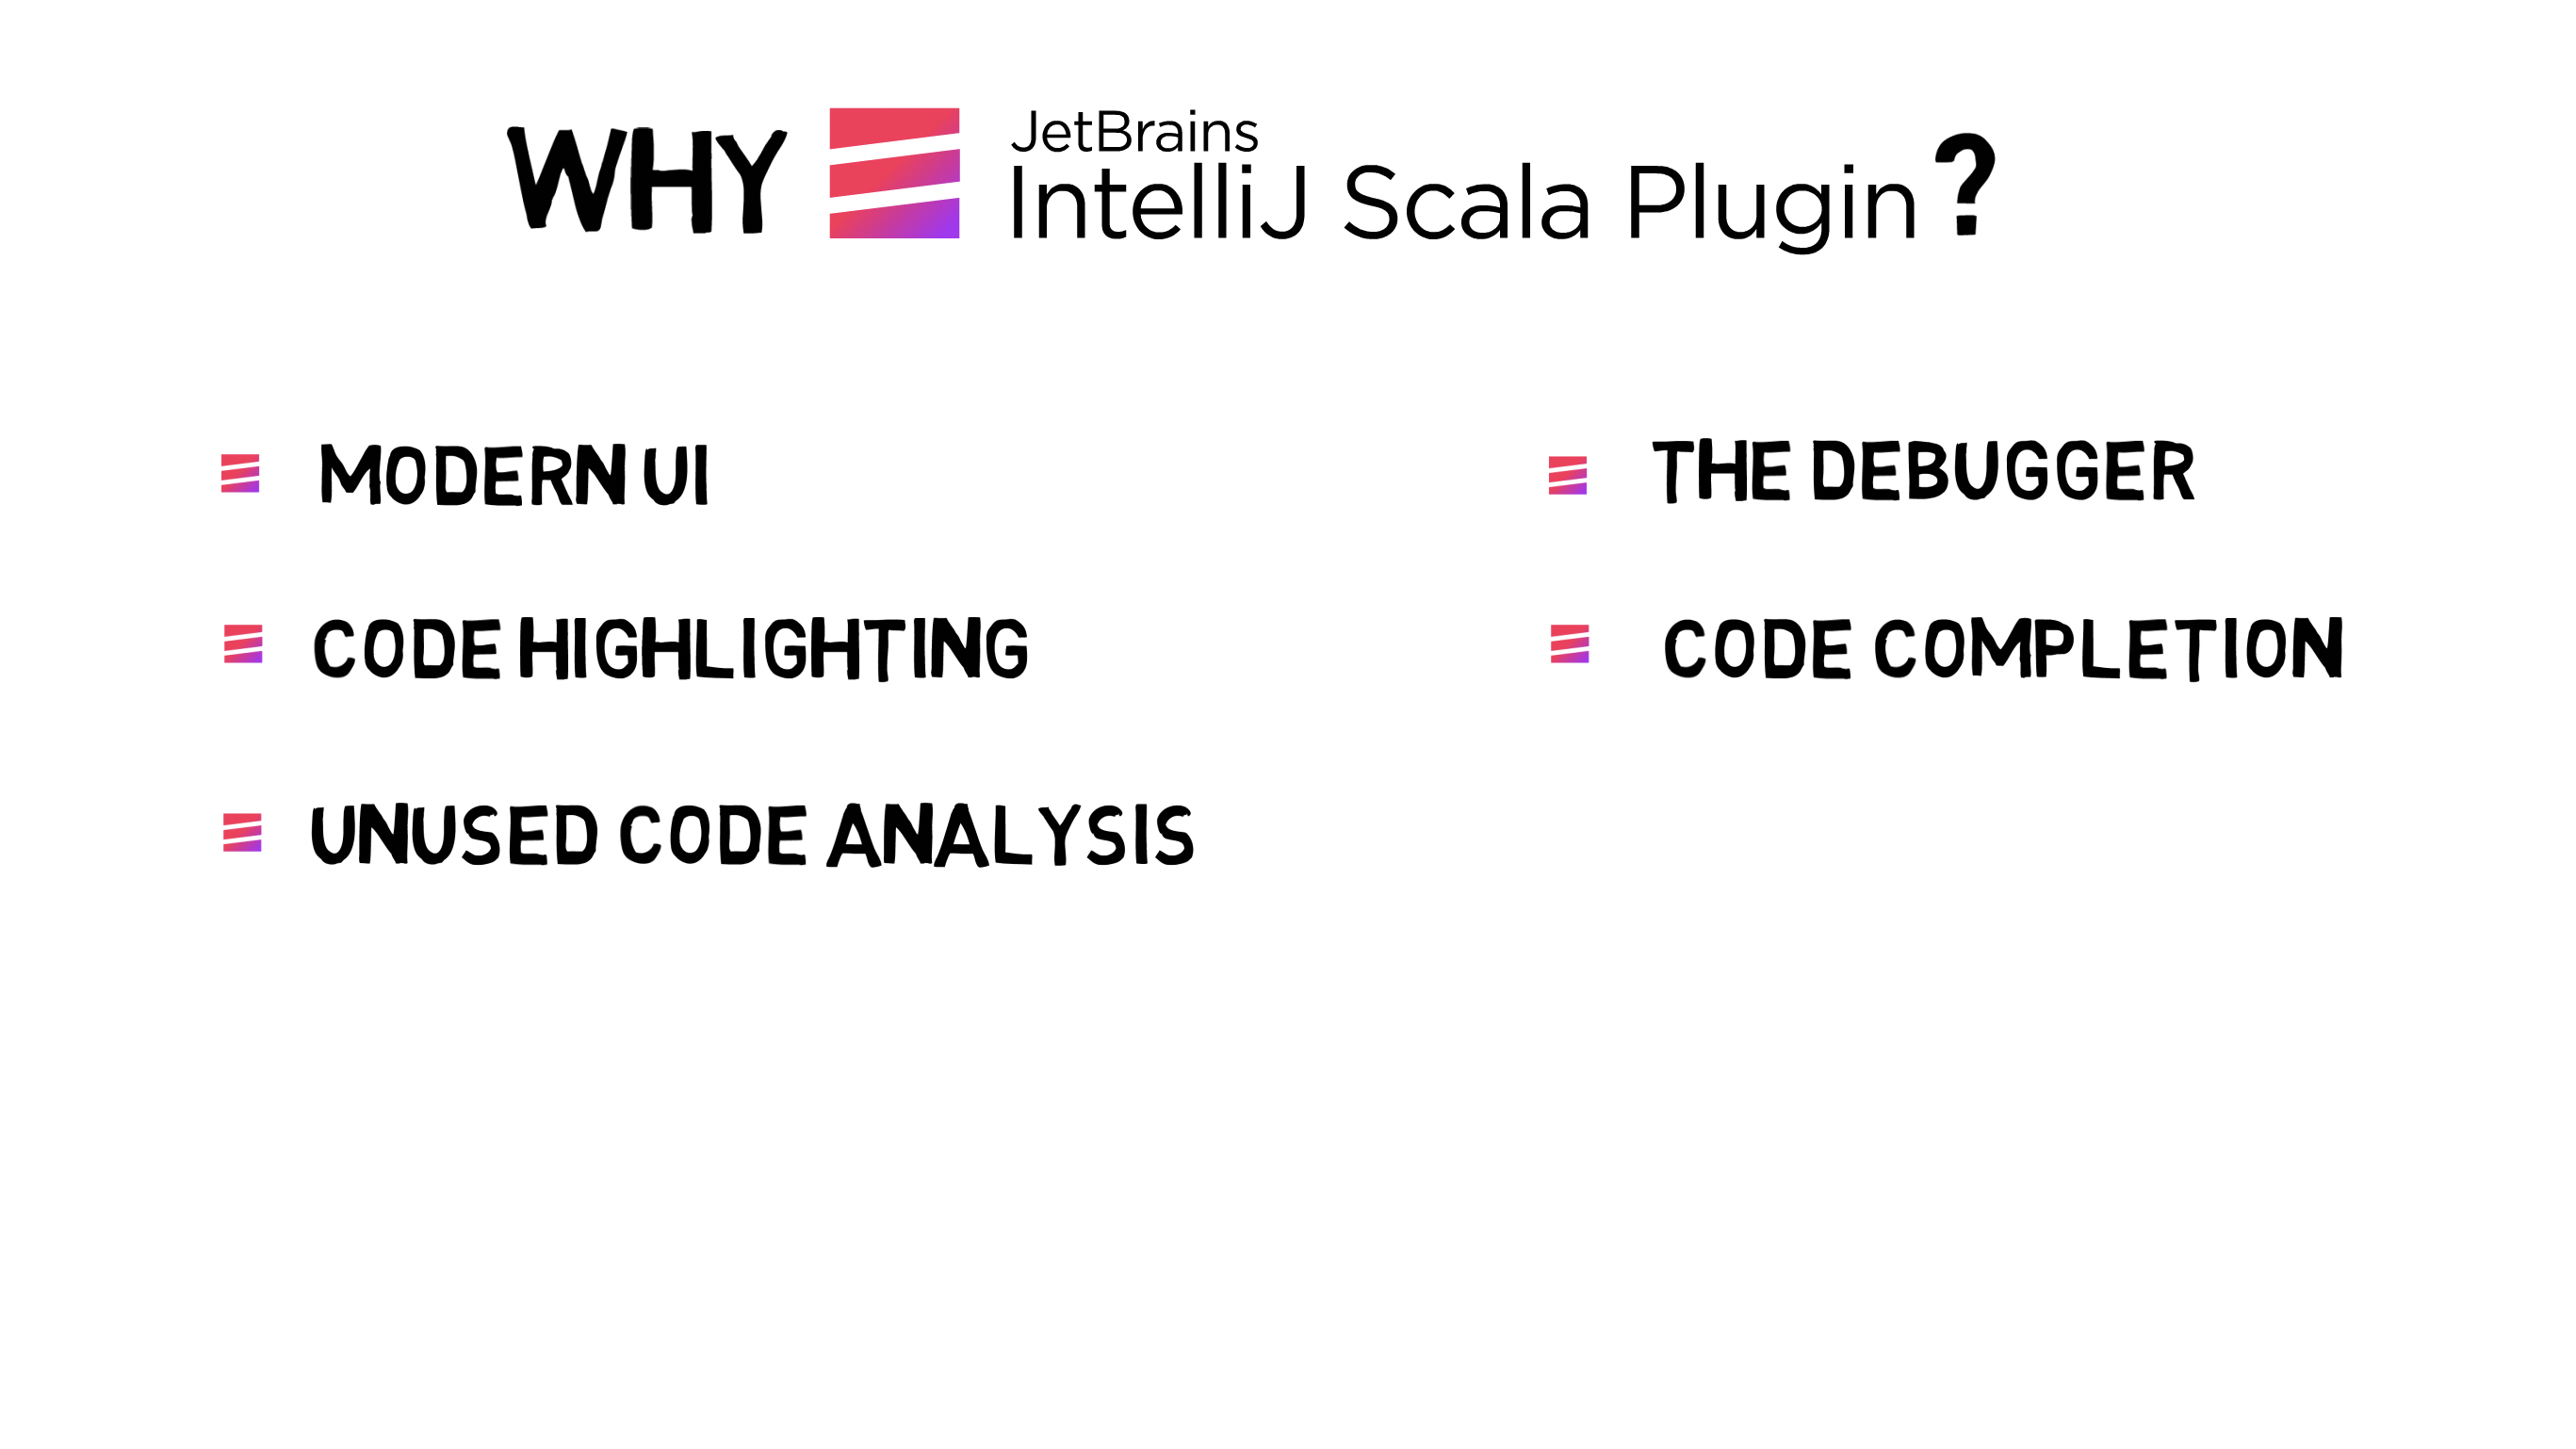 WHY JetBrains IntelliJ Scala Plugin?
MODERN UI
CODE HIGHLIGHTING
UNUSED CODE ANALYSIS
THE DEBUGGER
CODE COMPLETION